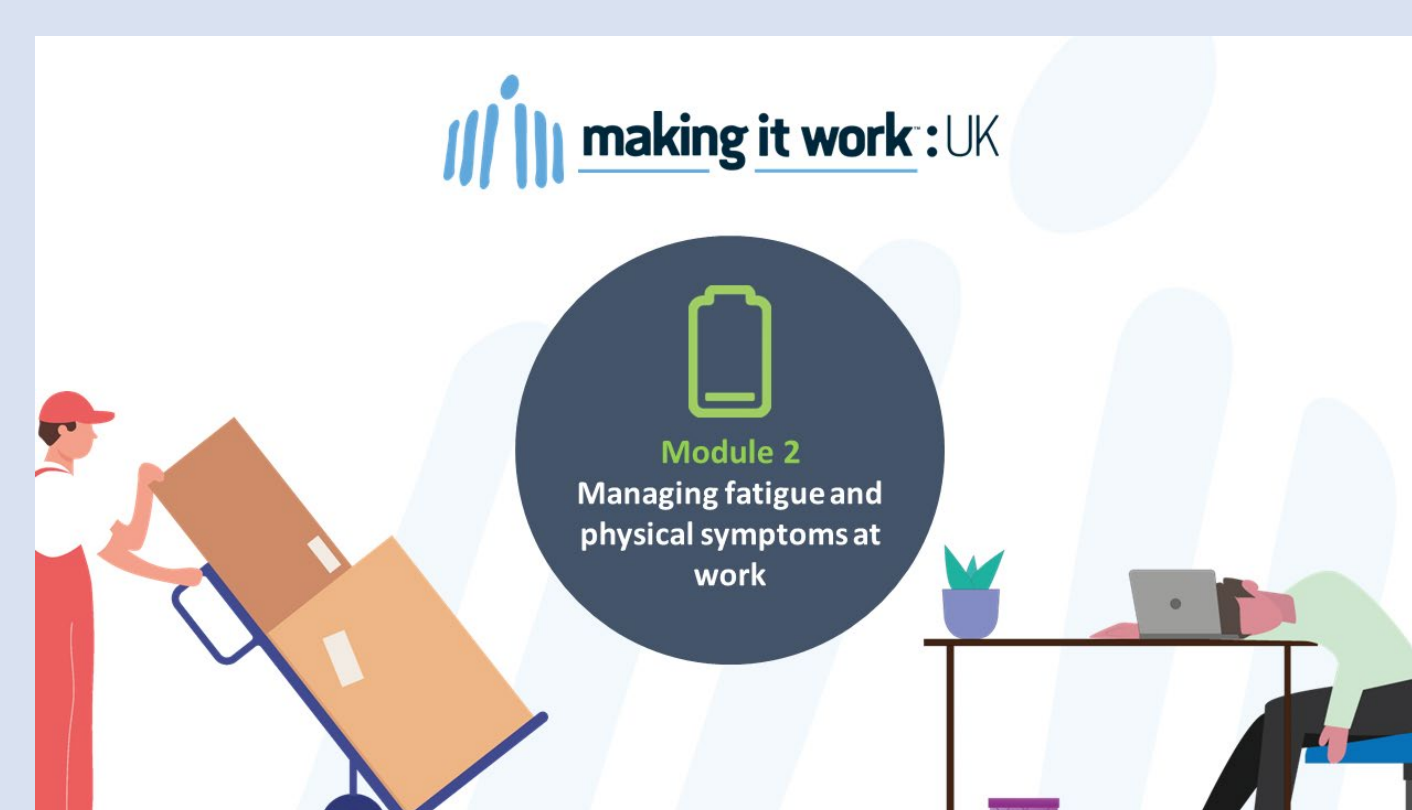 making it work™: UK
Module 2
Managing fatigue and
physical symptoms at
work